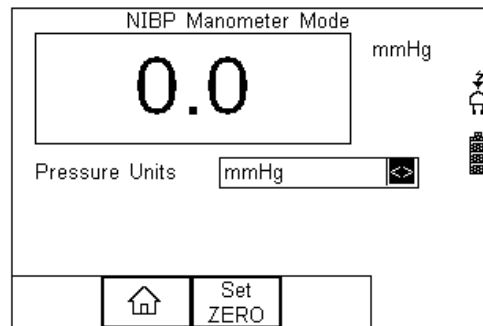 NIBP Manometer Mode
0.0
mmHg
Pressure Units
mmHg
<>
Set
ZERO